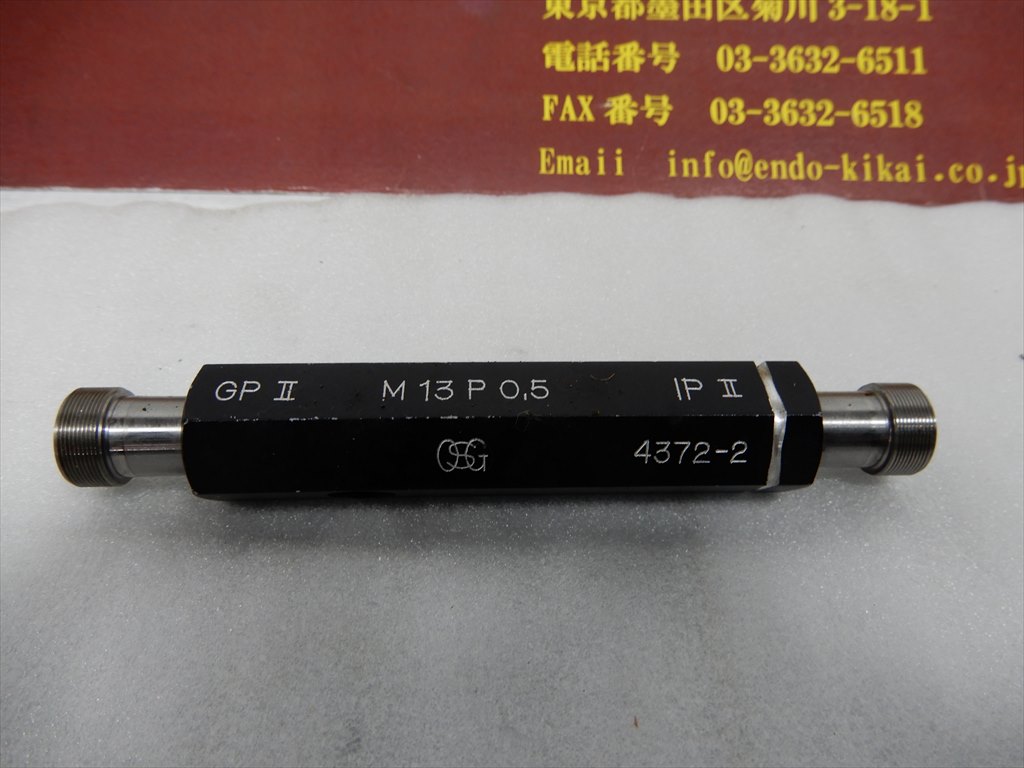 東京都墨田区菊川 3-18-1
電話番号 03-3632-6511
FAX 番号 03-3632-6518
Emaii info@endo-kikai.co.jp
GP II M 13 P 0,5 IP II
OSG 4372-2